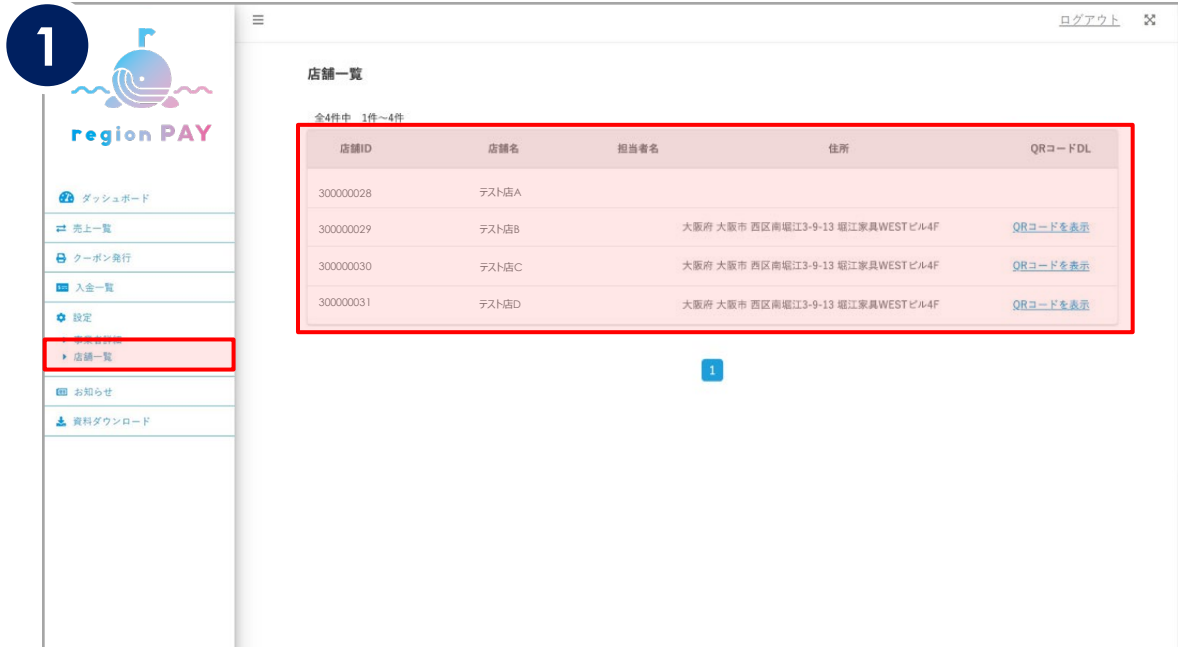 1
ログアウト
region PAY
店舗一覧
全4件中 1件～4件
店舗ID 店舗名 担当者名 住所 QRコードDL
300000028 テスト店A
300000029 テスト店B 大阪府 大阪市 西区南堀江3-9-13 堀江家具WESTビル4F QRコードを表示
300000030 テスト店C 大阪府 大阪市 西区南堀江3-9-13 堀江家具WESTビル4F QRコードを表示
300000031 テスト店D 大阪府 大阪市 西区南堀江3-9-13 堀江家具WESTビル4F QRコードを表示
1
ダッシュボード
売上一覧
クーポン発行
入金一覧
設定
事業者詳細
店舗一覧
お知らせ
資料ダウンロード